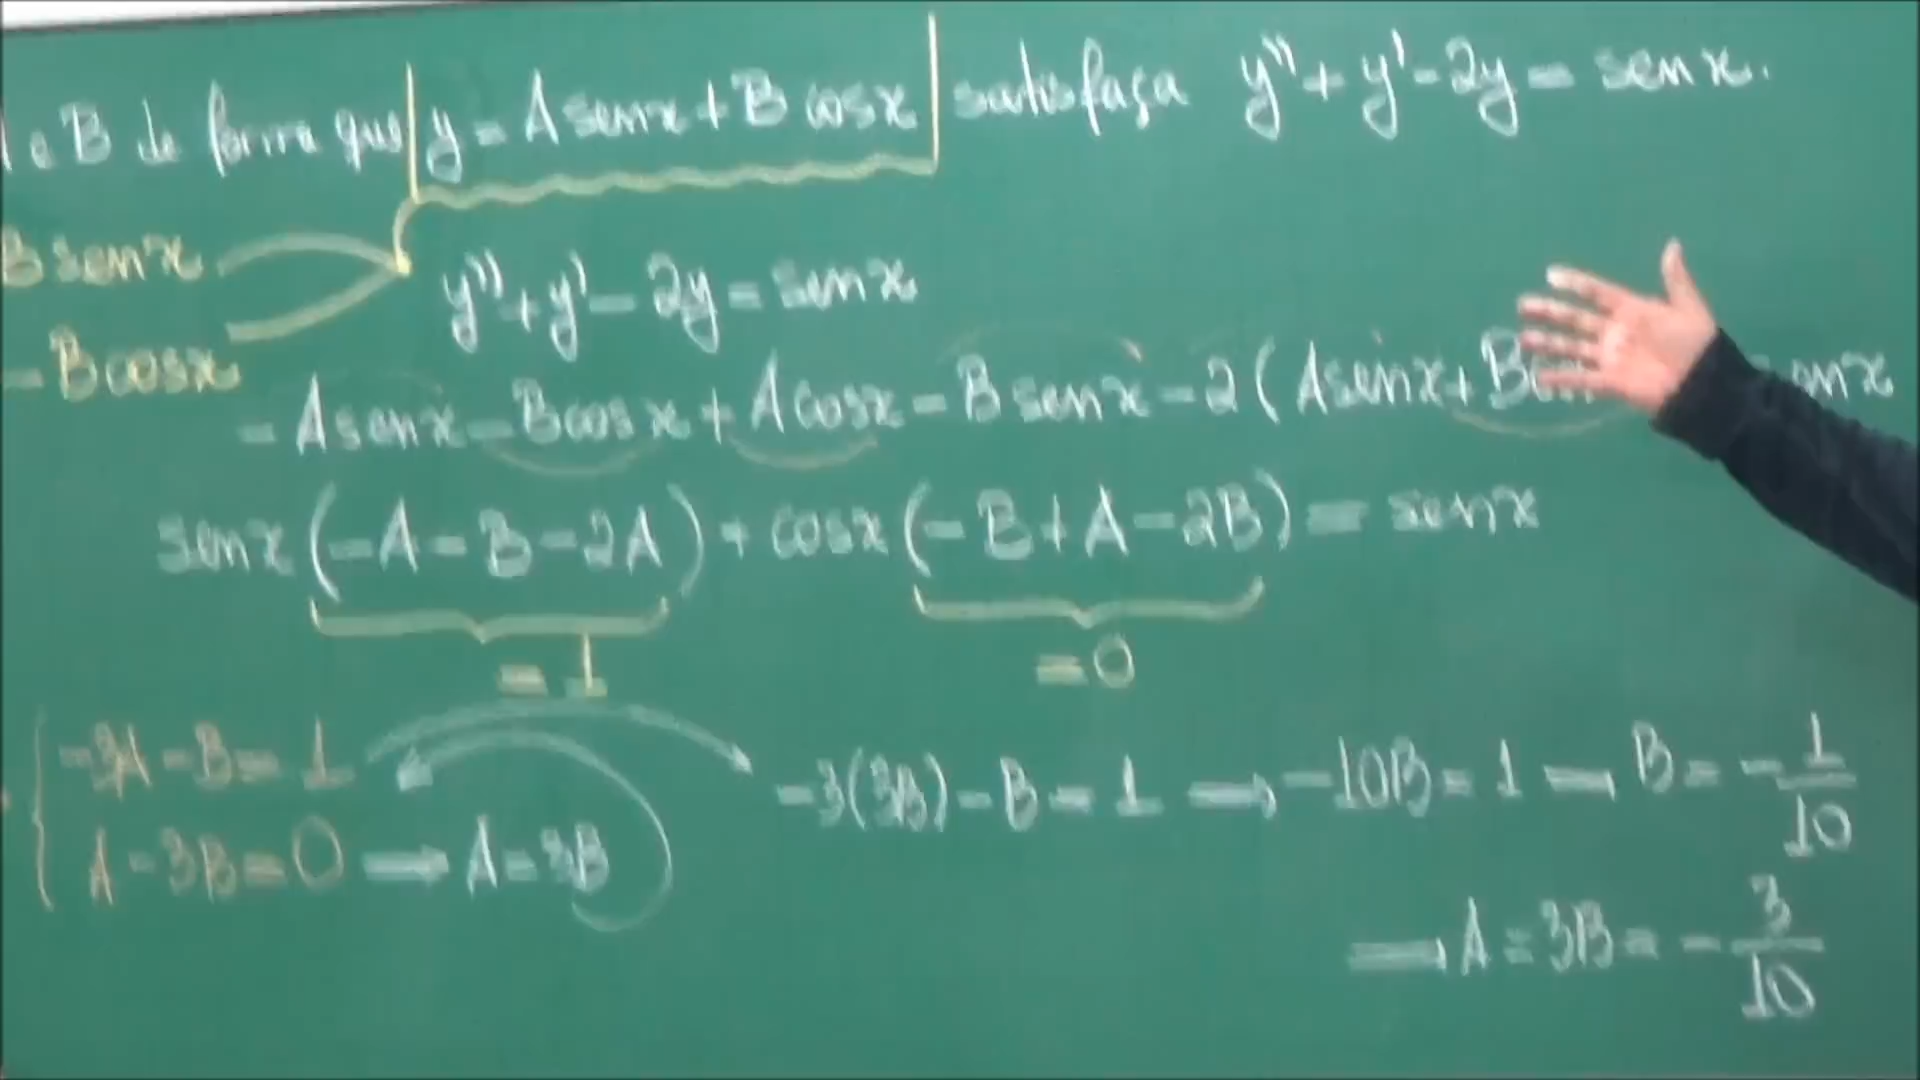 e B de forma que y = A senx + B cosx satisfaça y'' + y' - 2y = senx.
B senx
- B cosx
y'' + y' - 2y = senx
- A senx - B cosx + A cosx - B senx - 2 ( A senx + B
senx ( - A - B - 2A ) + cosx ( - B + A - 2B ) = senx
= 1
= 0
-3A - B = 1
A - 3B = 0 → A = 3B
-3(3B) - B = 1 → -10B = 1 — B = - 1/10
→ A = 3B = - 3/10